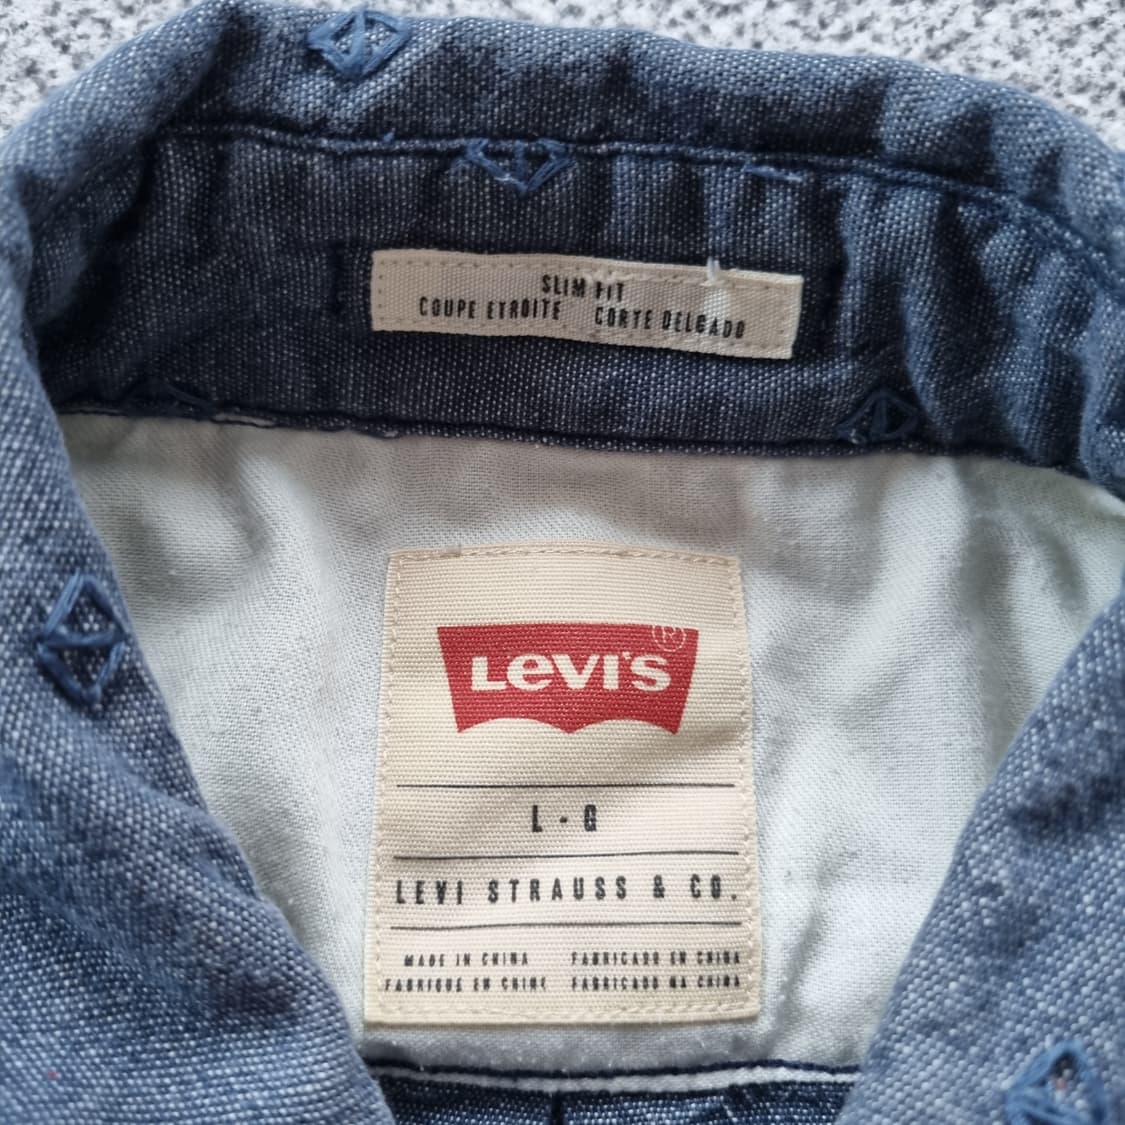 SLIM FIT
COUPE ETROITE CORTE DELGADO
LEVI'S ®
L - G
LEVI STRAUSS & CO.
MADE IN CHINA FABRICADO EN CHINA
FABRIQUE EN CHINE FABRICADO NA CHINA